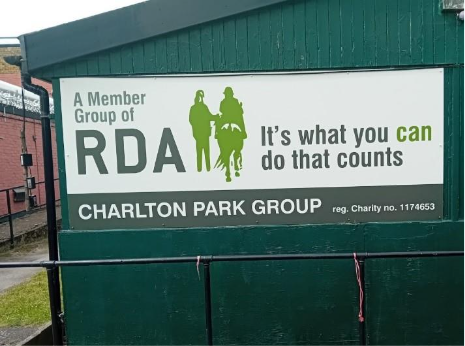 A Member
Group of
RDA
It's what you can
do that counts
CHARLTON PARK GROUP reg. Charity no. 1174653